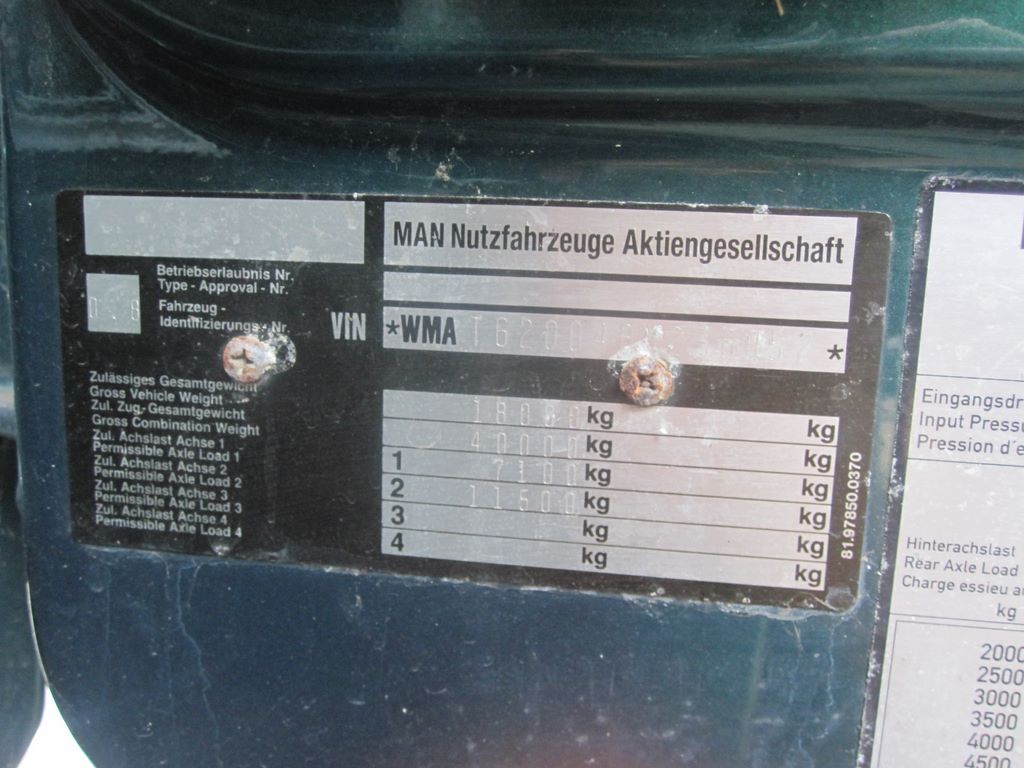 MAN Nutzfahrzeuge Aktiengesellschaft
Betriebserlaubnis Nr.
Type - Approval - Nr.
Fahrzeug -
Identifizierungs - Nr.
VIN
*WMA T6200 *
Zulässiges Gesamtgewicht
Gross Vehicle Weight
Zul. Zug-Gesamtgewicht
Gross Combination Weight
Zul. Achslast Achse 1
Permissible Axle Load 1
Zul. Achslast Achse 2
Permissible Axle Load 2
Zul. Achslast Achse 3
Permissible Axle Load 3
Zul. Achslast Achse 4
Permissible Axle Load 4
18000 kg kg
40000 kg kg
1 7100 kg kg
2 11500 kg kg
3 kg kg
4 kg kg
81.97850.0370
Eingangsdr
Input Pressu
Pression d'e
Hinterachslast
Rear Axle Load
Charge essieu a
kg
2000
2500
3000
3500
4000
4500